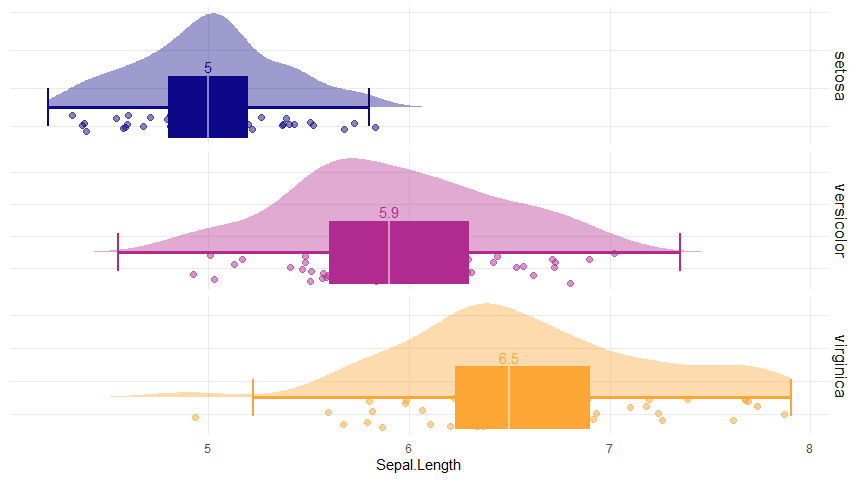 5
setosa
5.9
versicolor
6.5
virginica
5 6 7 8
Sepal.Length